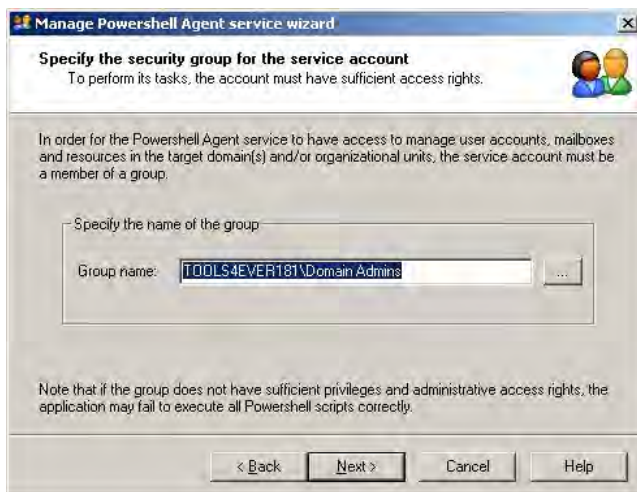 Manage Powershell Agent service wizard
Specify the security group for the service account
To perform its tasks, the account must have sufficient access rights.
In order for the Powershell Agent service to have access to manage user accounts, mailboxes
and resources in the target domain(s) and/or organizational units, the service account must be
a member of a group.
Specify the name of the group
Group name: TOOLS4EVER181\Domain Admins ...
Note that if the group does not have sufficient privileges and administrative access rights, the
application may fail to execute all Powershell scripts correctly.
< Back Next > Cancel Help